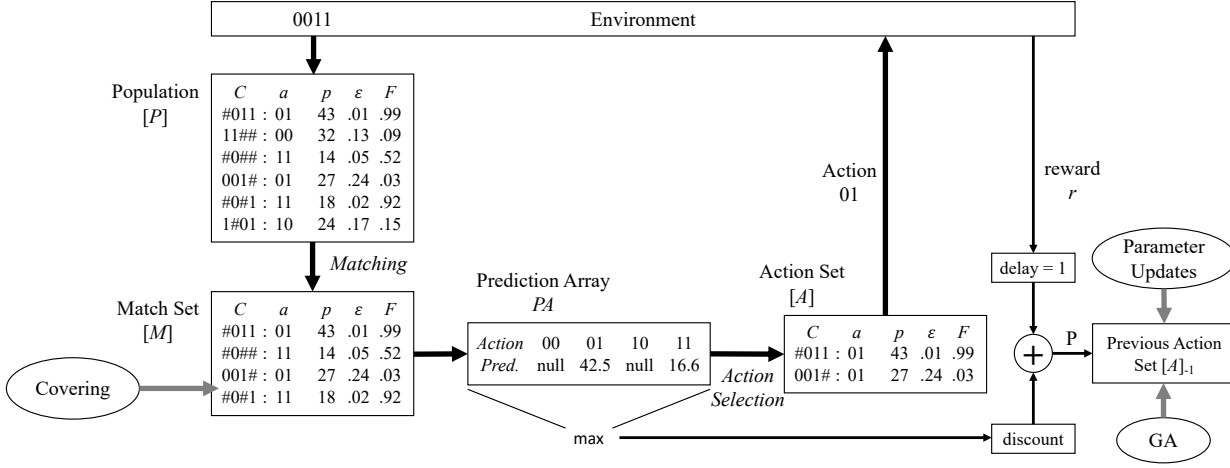 0011 Environment
Population
[P]
C a p ε F
#011 : 01 43 .01 .99
11## : 00 32 .13 .09
#0## : 11 14 .05 .52
001# : 01 27 .24 .03
#0#1 : 11 18 .02 .92
1#01 : 10 24 .17 .15
Matching
Match Set
[M]
C a p ε F
#011 : 01 43 .01 .99
#0## : 11 14 .05 .52
001# : 01 27 .24 .03
#0#1 : 11 18 .02 .92
Covering
Prediction Array
PA
Action 00 01 10 11
Pred. null 42.5 null 16.6
Action
Selection
max
Action Set
[A]
C a p ε F
#011 : 01 43 .01 .99
001# : 01 27 .24 .03
Action
01
reward
r
delay = 1
+
P
discount
Parameter
Updates
Previous Action
Set [A]-1
GA